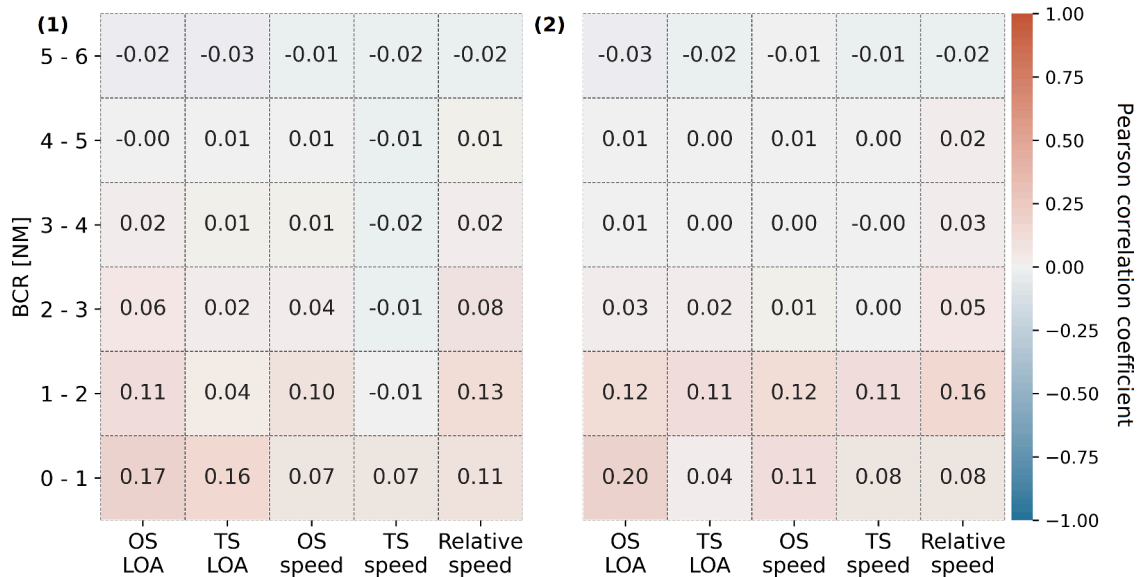 (1)
(2)
5 - 6 -0.02 -0.03 -0.01 -0.02 -0.02 -0.03 -0.02 -0.01 -0.01 -0.02
4 - 5 -0.00 0.01 0.01 -0.01 0.01 0.01 0.00 0.01 0.00 0.02
3 - 4 0.02 0.01 0.01 -0.02 0.02 0.01 0.00 0.00 -0.00 0.03
2 - 3 0.06 0.02 0.04 -0.01 0.08 0.03 0.02 0.01 0.00 0.05
1 - 2 0.11 0.04 0.10 -0.01 0.13 0.12 0.11 0.12 0.11 0.16
0 - 1 0.17 0.16 0.07 0.07 0.11 0.20 0.04 0.11 0.08 0.08
BCR [NM]
OS LOA
TS LOA
OS speed
TS speed
Relative speed
OS LOA
TS LOA
OS speed
TS speed
Relative speed
1.00
0.75
0.50
0.25
0.00
−0.25
−0.50
−0.75
−1.00
Pearson correlation coefficient